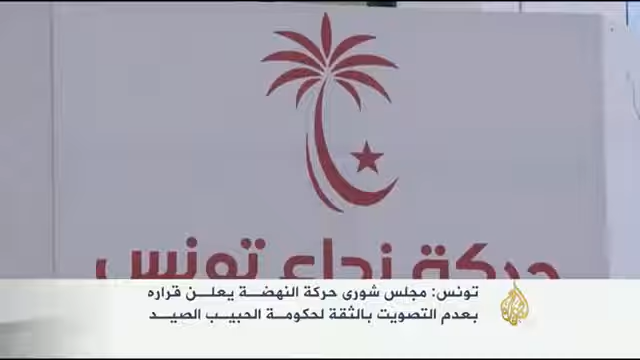 حركة نداء تونس
تونس: مجلس شورى حركة النهضة يعلن قراره
بعدم التصويت بالثقة لحكومة الحبيب الصيد